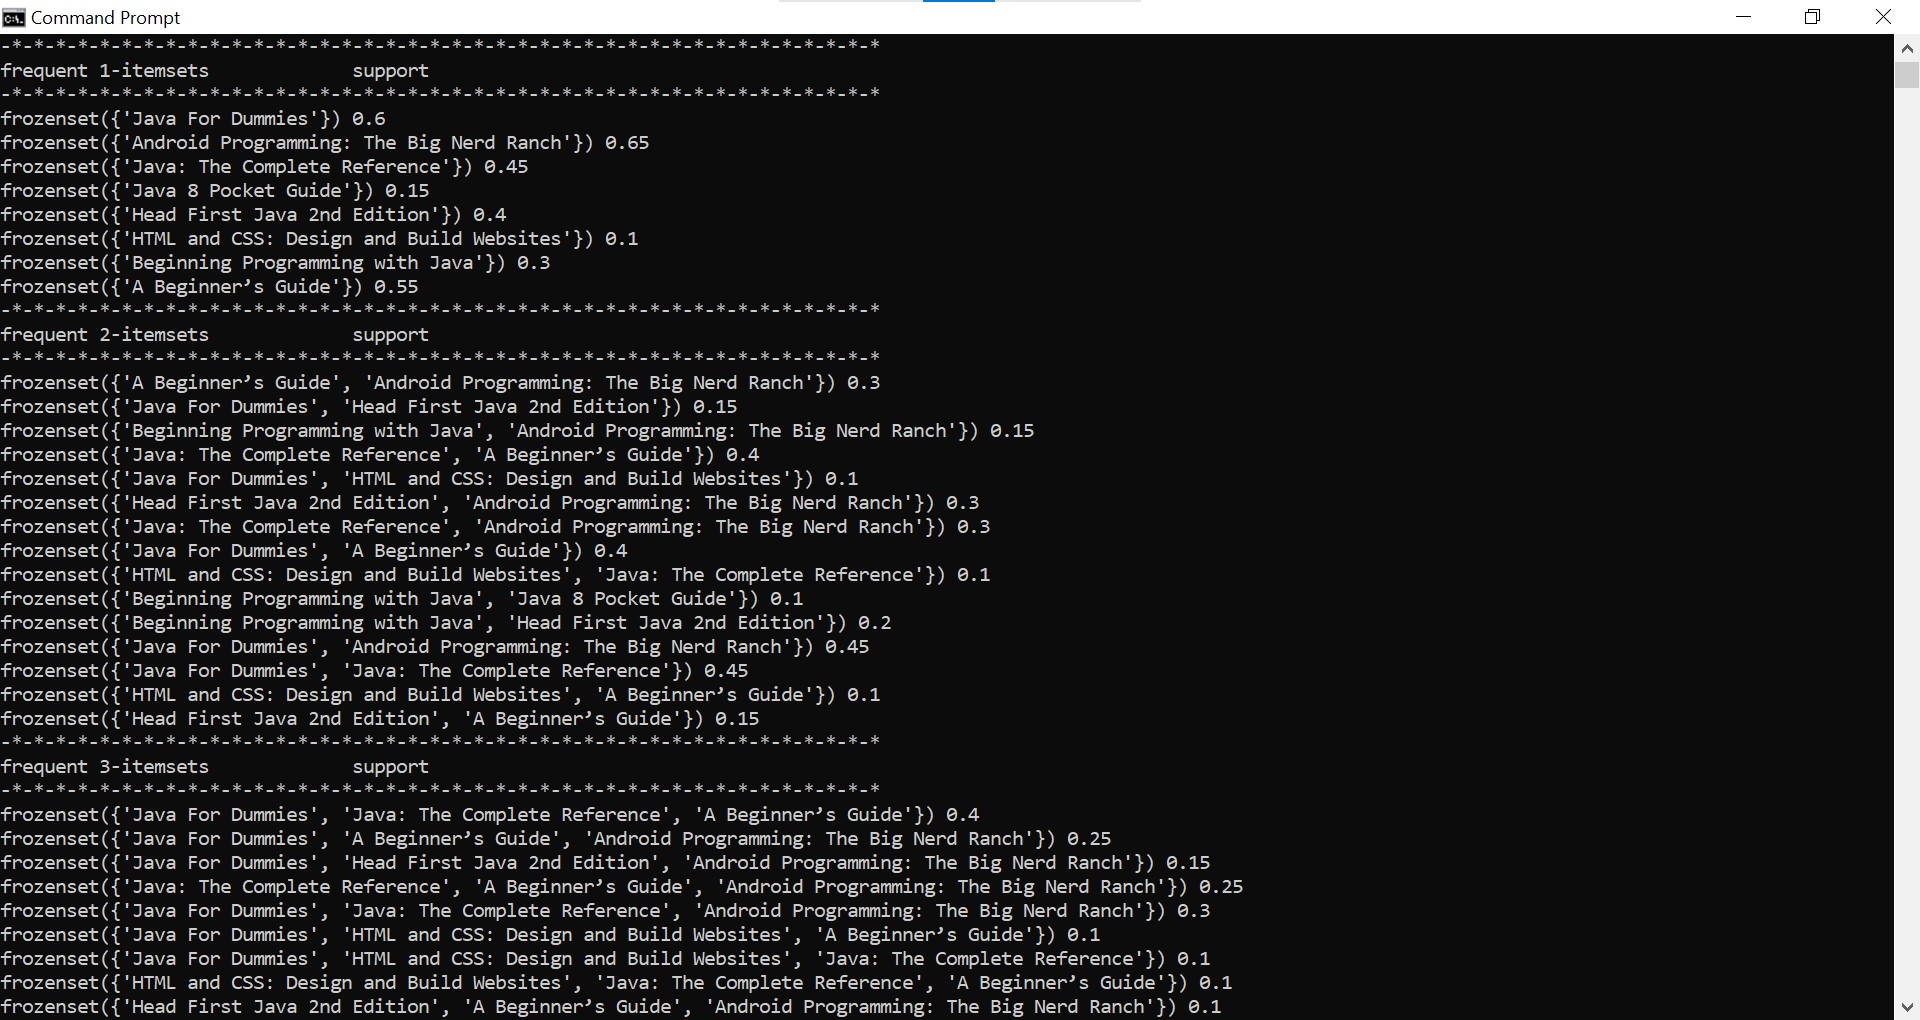 Command Prompt
-*-*-*-*-*-*-*-*-*-*-*-*-*-*-*-*-*-*-*-*-*-*-*-*-*-*-*-*-*-*-*-*-*-*-*-*-*-*-*-*
frequent 1-itemsets             support
-*-*-*-*-*-*-*-*-*-*-*-*-*-*-*-*-*-*-*-*-*-*-*-*-*-*-*-*-*-*-*-*-*-*-*-*-*-*-*-*
frozenset({'Java For Dummies'}) 0.6
frozenset({'Android Programming: The Big Nerd Ranch'}) 0.65
frozenset({'Java: The Complete Reference'}) 0.45
frozenset({'Java 8 Pocket Guide'}) 0.15
frozenset({'Head First Java 2nd Edition'}) 0.4
frozenset({'HTML and CSS: Design and Build Websites'}) 0.1
frozenset({'Beginning Programming with Java'}) 0.3
frozenset({'A Beginner’s Guide'}) 0.55
-*-*-*-*-*-*-*-*-*-*-*-*-*-*-*-*-*-*-*-*-*-*-*-*-*-*-*-*-*-*-*-*-*-*-*-*-*-*-*-*
frequent 2-itemsets             support
-*-*-*-*-*-*-*-*-*-*-*-*-*-*-*-*-*-*-*-*-*-*-*-*-*-*-*-*-*-*-*-*-*-*-*-*-*-*-*-*
frozenset({'A Beginner’s Guide', 'Android Programming: The Big Nerd Ranch'}) 0.3
frozenset({'Java For Dummies', 'Head First Java 2nd Edition'}) 0.15
frozenset({'Beginning Programming with Java', 'Android Programming: The Big Nerd Ranch'}) 0.15
frozenset({'Java: The Complete Reference', 'A Beginner’s Guide'}) 0.4
frozenset({'Java For Dummies', 'HTML and CSS: Design and Build Websites'}) 0.1
frozenset({'Head First Java 2nd Edition', 'Android Programming: The Big Nerd Ranch'}) 0.3
frozenset({'Java: The Complete Reference', 'Android Programming: The Big Nerd Ranch'}) 0.3
frozenset({'Java For Dummies', 'A Beginner’s Guide'}) 0.4
frozenset({'HTML and CSS: Design and Build Websites', 'Java: The Complete Reference'}) 0.1
frozenset({'Beginning Programming with Java', 'Java 8 Pocket Guide'}) 0.1
frozenset({'Beginning Programming with Java', 'Head First Java 2nd Edition'}) 0.2
frozenset({'Java For Dummies', 'Android Programming: The Big Nerd Ranch'}) 0.45
frozenset({'Java For Dummies', 'Java: The Complete Reference'}) 0.45
frozenset({'HTML and CSS: Design and Build Websites', 'A Beginner’s Guide'}) 0.1
frozenset({'Head First Java 2nd Edition', 'A Beginner’s Guide'}) 0.15
-*-*-*-*-*-*-*-*-*-*-*-*-*-*-*-*-*-*-*-*-*-*-*-*-*-*-*-*-*-*-*-*-*-*-*-*-*-*-*-*
frequent 3-itemsets             support
-*-*-*-*-*-*-*-*-*-*-*-*-*-*-*-*-*-*-*-*-*-*-*-*-*-*-*-*-*-*-*-*-*-*-*-*-*-*-*-*
frozenset({'Java For Dummies', 'Java: The Complete Reference', 'A Beginner’s Guide'}) 0.4
frozenset({'Java For Dummies', 'A Beginner’s Guide', 'Android Programming: The Big Nerd Ranch'}) 0.25
frozenset({'Java For Dummies', 'Head First Java 2nd Edition', 'Android Programming: The Big Nerd Ranch'}) 0.15
frozenset({'Java: The Complete Reference', 'A Beginner’s Guide', 'Android Programming: The Big Nerd Ranch'}) 0.25
frozenset({'Java For Dummies', 'Java: The Complete Reference', 'Android Programming: The Big Nerd Ranch'}) 0.3
frozenset({'Java For Dummies', 'HTML and CSS: Design and Build Websites', 'A Beginner’s Guide'}) 0.1
frozenset({'Java For Dummies', 'HTML and CSS: Design and Build Websites', 'Java: The Complete Reference'}) 0.1
frozenset({'HTML and CSS: Design and Build Websites', 'Java: The Complete Reference', 'A Beginner’s Guide'}) 0.1
frozenset({'Head First Java 2nd Edition', 'A Beginner’s Guide', 'Android Programming: The Big Nerd Ranch'}) 0.1